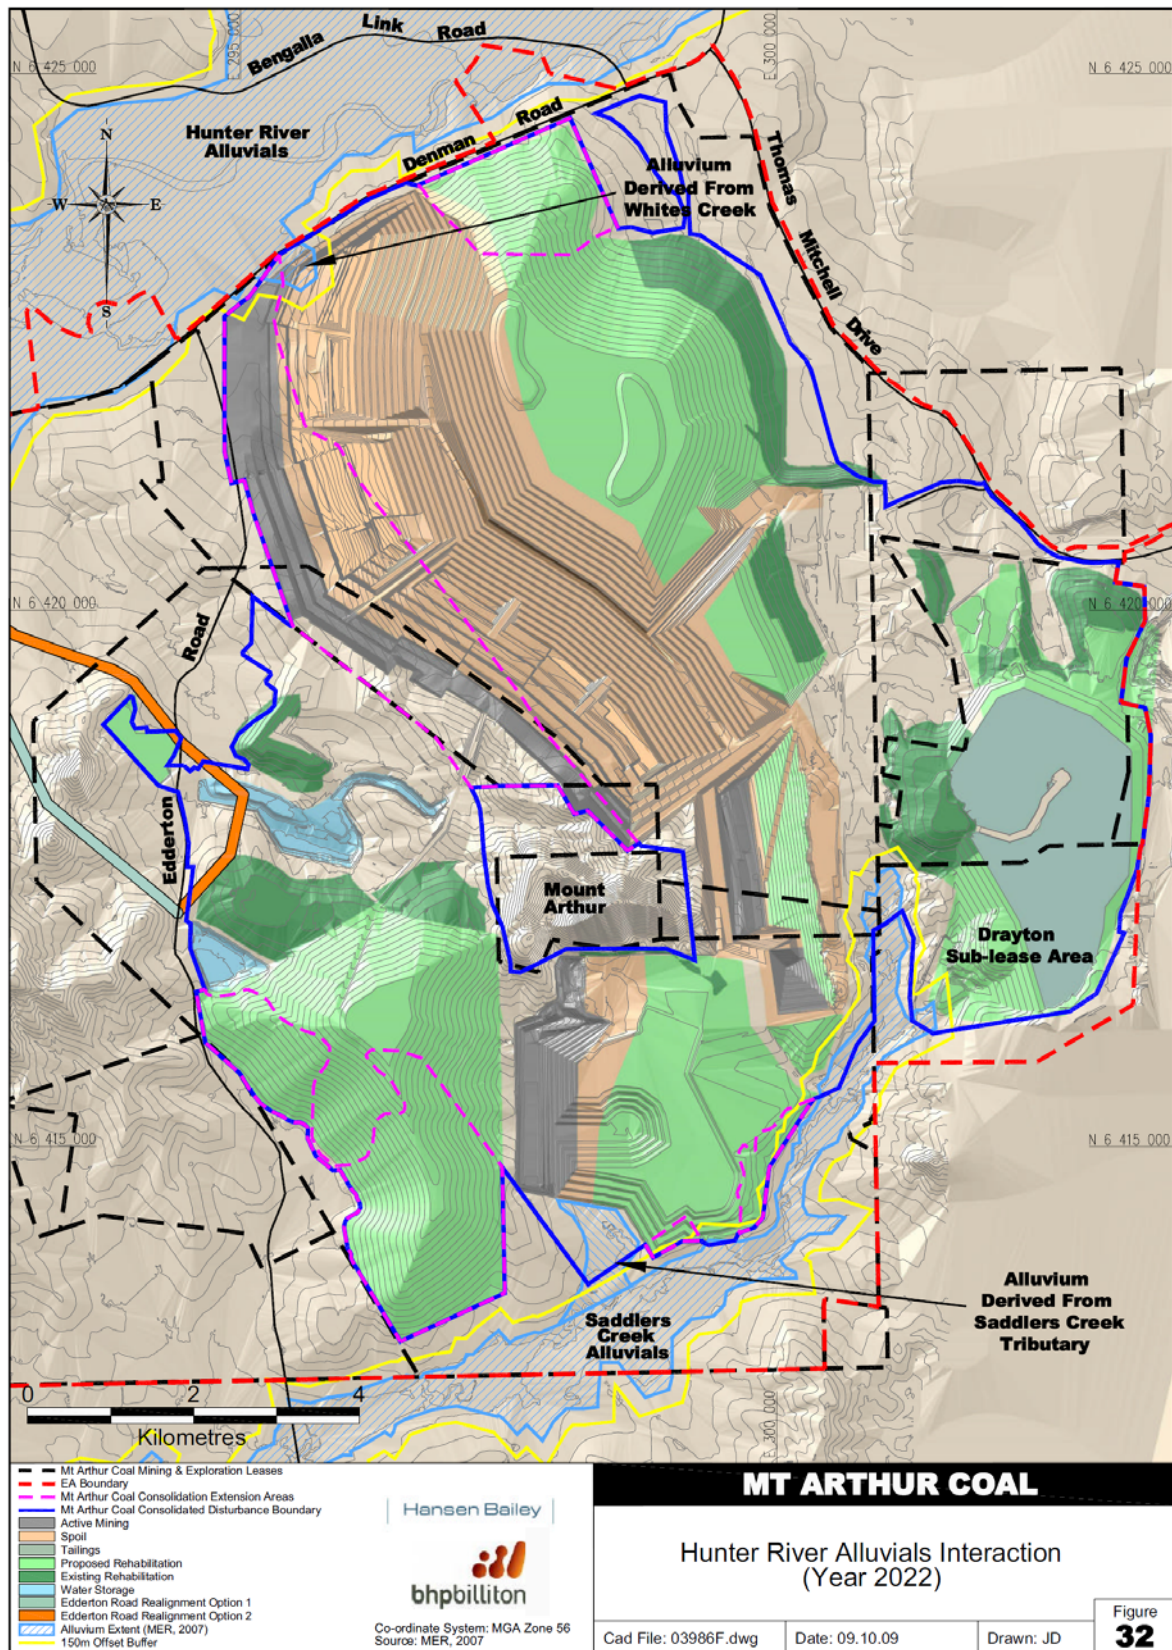 Bengalla Link Road
E 295 000
E 300 000
N 6 425 000
N 6 425 000
Hunter River
Alluvials
N
W
E
S
Denman Road
Alluvium
Derived From
Whites Creek
Thomas Mitchell Drive
N 6 420 000
N 6 420 000
Edderton Road
Mount
Arthur
Drayton
Sub-lease Area
N 6 415 000
N 6 415 000
Saddlers
Creek
Alluvials
Alluvium
Derived From
Saddlers Creek
Tributary
E 300 000
0 2 4
Kilometres
Mt Arthur Coal Mining & Exploration Leases
EA Boundary
Mt Arthur Coal Consolidation Extension Areas
Mt Arthur Coal Consolidated Disturbance Boundary
Active Mining
Spoil
Tailings
Proposed Rehabilitation
Existing Rehabilitation
Water Storage
Edderton Road Realignment Option 1
Edderton Road Realignment Option 2
Alluvium Extent (MER, 2007)
150m Offset Buffer
Hansen Bailey
bhpbilliton
Co-ordinate System: MGA Zone 56
Source: MER, 2007
MT ARTHUR COAL
Hunter River Alluvials Interaction
(Year 2022)
Cad File: 03986F.dwg
Date: 09.10.09
Drawn: JD
Figure
32